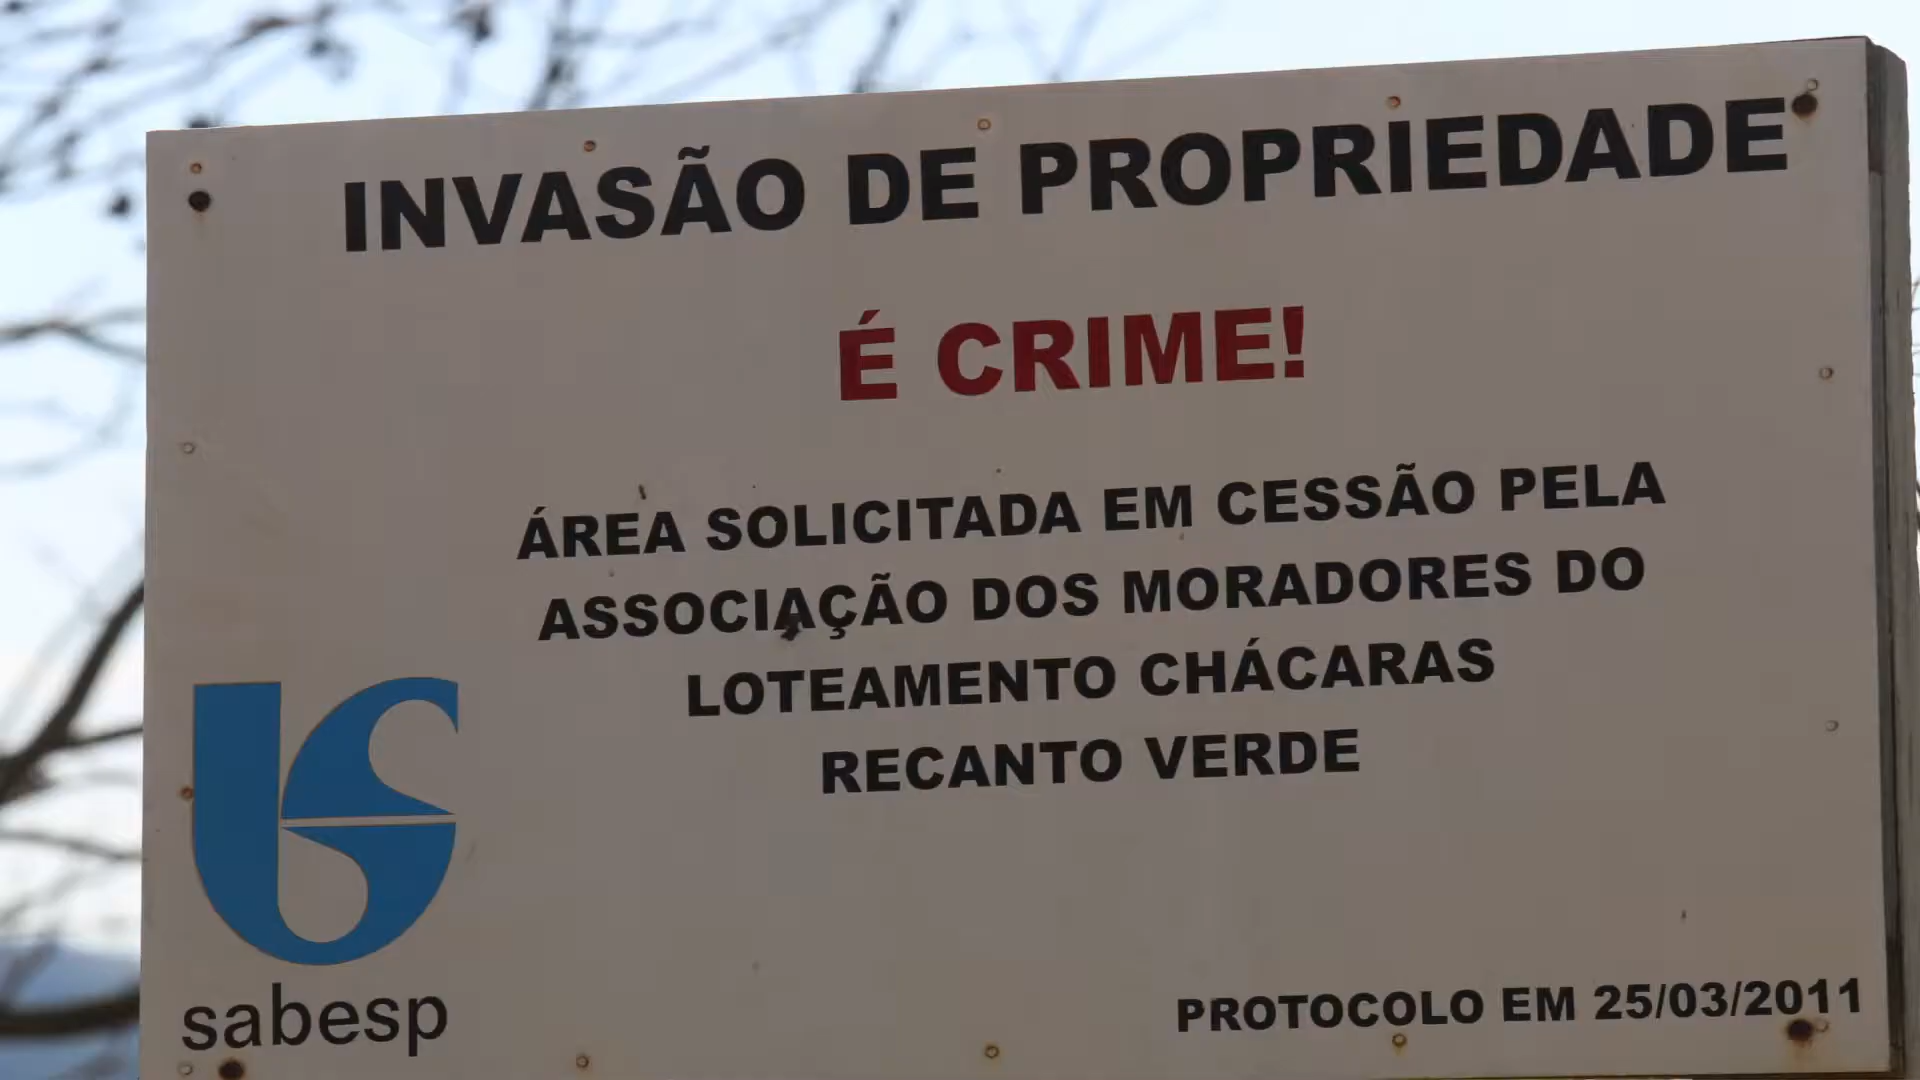 INVASÃO DE PROPRIEDADE
É CRIME!
ÁREA SOLICITADA EM CESSÃO PELA
ASSOCIAÇÃO DOS MORADORES DO
LOTEAMENTO CHÁCARAS
RECANTO VERDE
sabesp
PROTOCOLO EM 25/03/2011